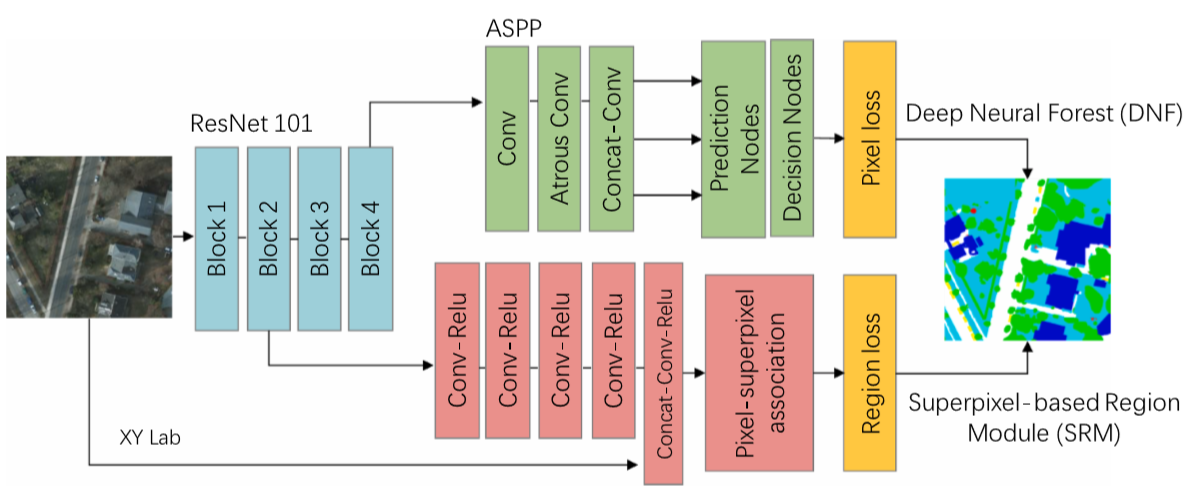 ASPP
ResNet 101
Block 1
Block 2
Block 3
Block 4
Conv
Atrous Conv
Concat-Conv
Prediction
Nodes
Decision Nodes
Pixel loss
Deep Neural Forest (DNF)
Conv-Relu
Conv-Relu
Conv-Relu
Conv-Relu
Concat-Conv-Relu
Pixel-superpixel
association
Region loss
Superpixel-based Region
Module (SRM)
XY Lab